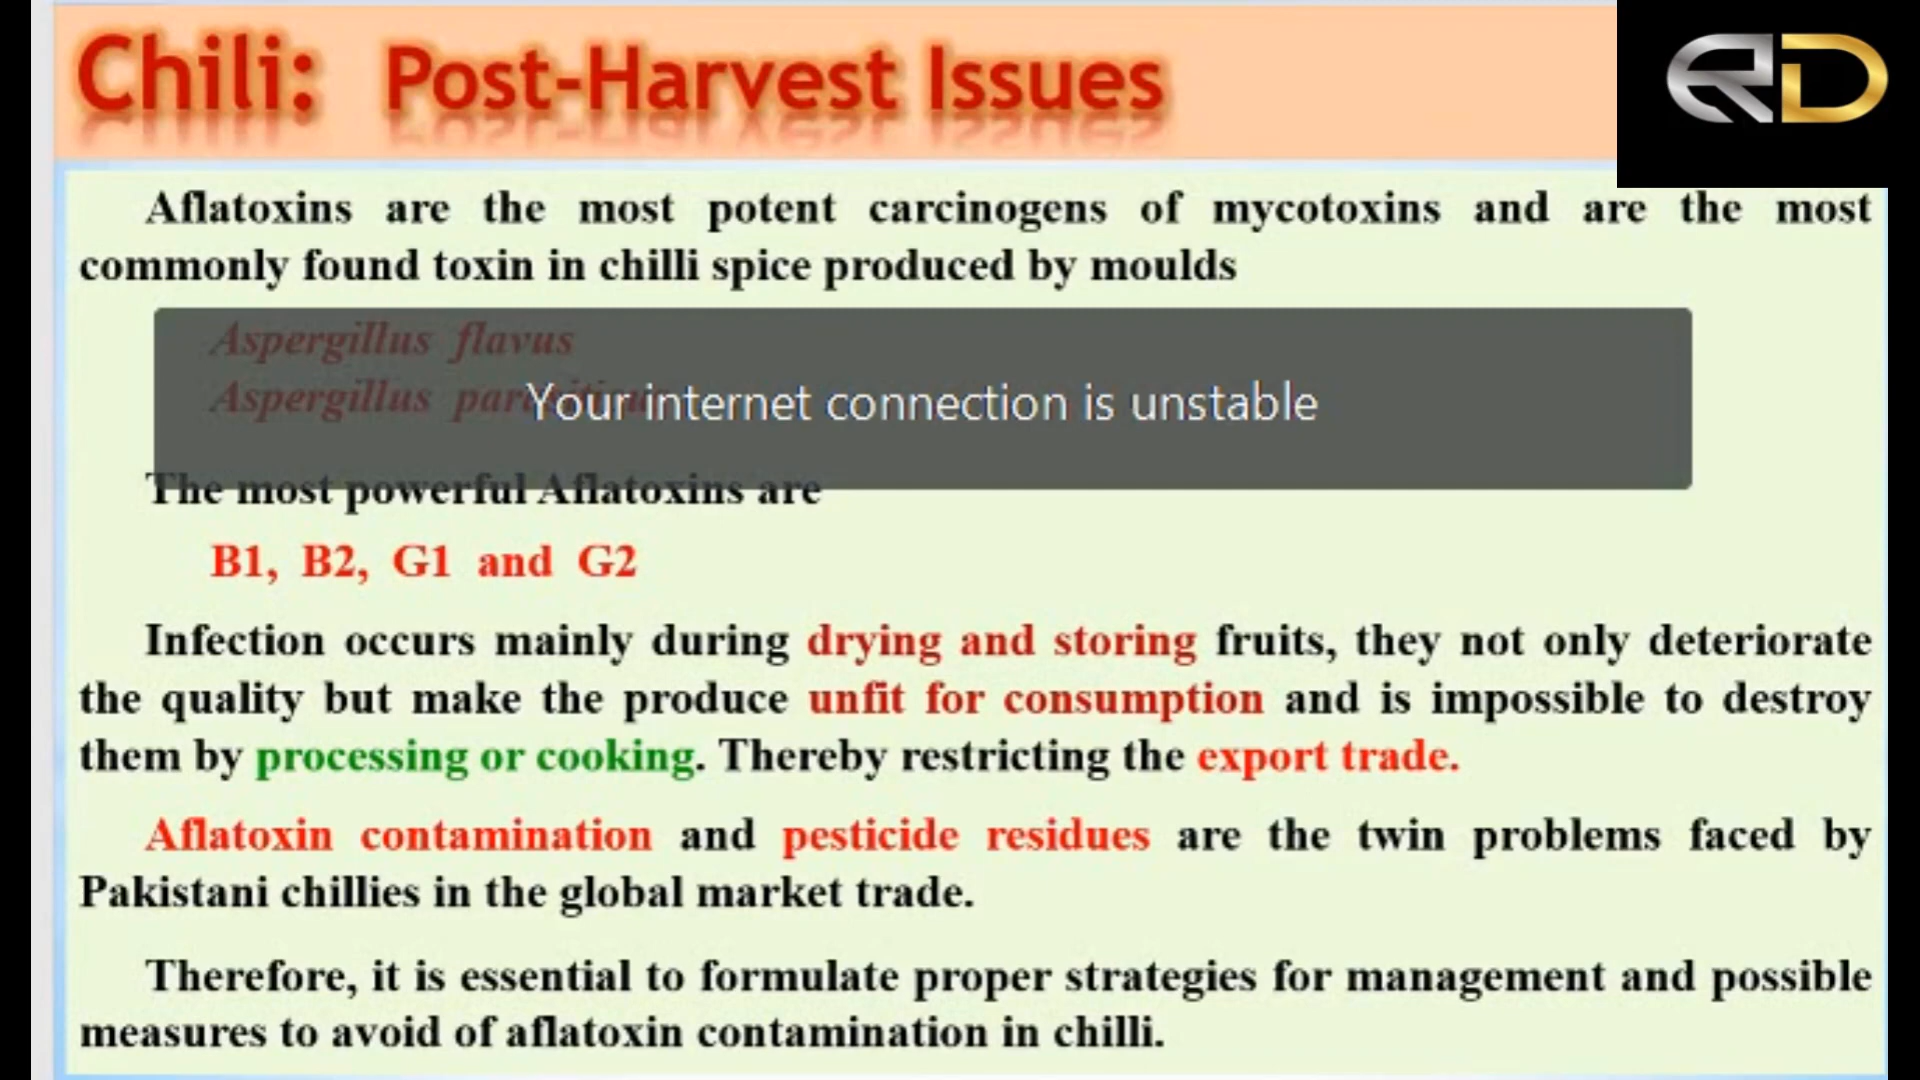 Chili: Post-Harvest Issues
RD
Aflatoxins are the most potent carcinogens of mycotoxins and are the most
commonly found toxin in chilli spice produced by moulds
Aspergillus flavus
Aspergillus
Your internet connection is unstable
The most powerful Aflatoxins are
B1, B2, G1 and G2
Infection occurs mainly during drying and storing fruits, they not only deteriorate
the quality but make the produce unfit for consumption and is impossible to destroy
them by processing or cooking. Thereby restricting the export trade.
Aflatoxin contamination and pesticide residues are the twin problems faced by
Pakistani chillies in the global market trade.
Therefore, it is essential to formulate proper strategies for management and possible
measures to avoid of aflatoxin contamination in chilli.